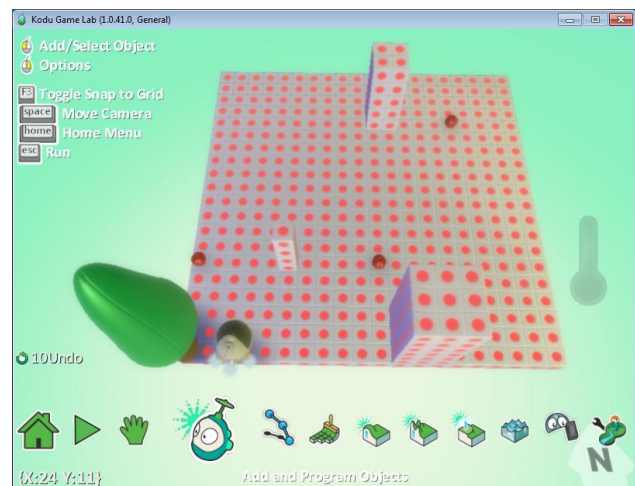 Kodu Game Lab (1.0.41.0, General)
Add/Select Object
Options
F3 Toggle Snap to Grid
space Move Camera
home Home Menu
esc Run
10Undo
{X:24 Y:11}
Add and Program Objects
N